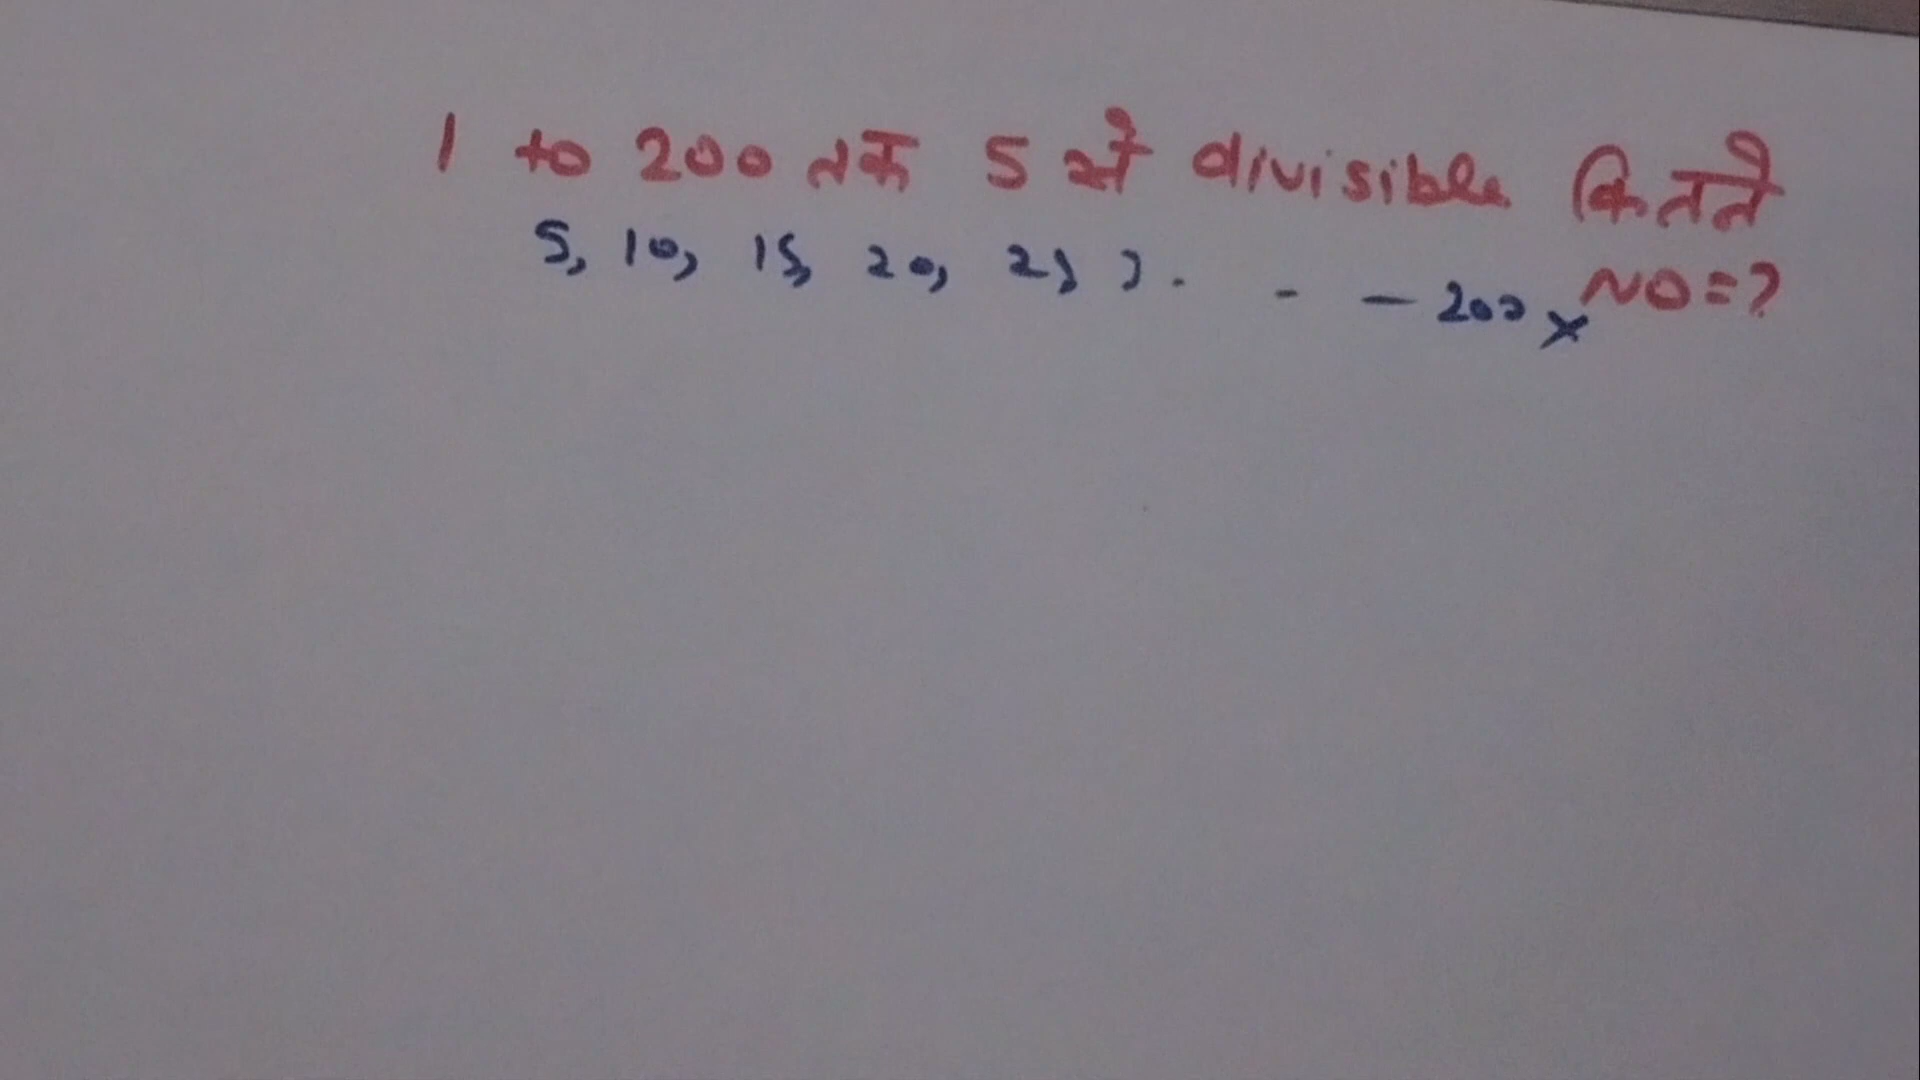 1 to 200 तक 5 से divisible कितने
NO=?
5, 10, 15, 20, 25, . - - 200 ×